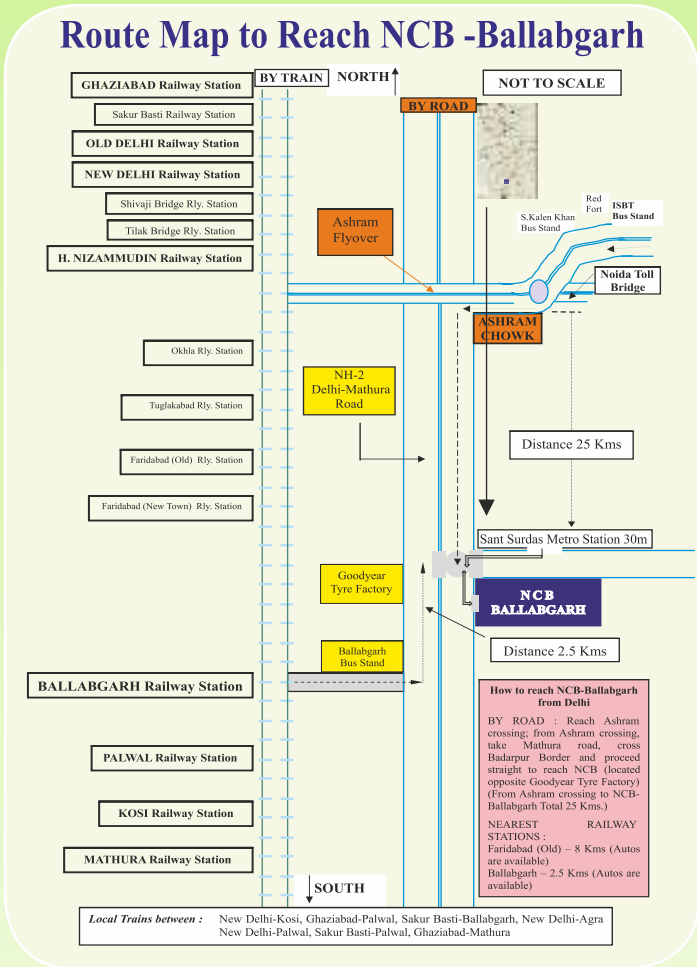 Route Map to Reach NCB -Ballabgarh
GHAZIABAD Railway Station
BY TRAIN
NORTH
NOT TO SCALE
BY ROAD
Sakur Basti Railway Station
OLD DELHI Railway Station
NEW DELHI Railway Station
Shivaji Bridge Rly. Station
Tilak Bridge Rly. Station
H. NIZAMMUDIN Railway Station
Ashram
Flyover
S.Kalen Khan
Bus Stand
Red
Fort
ISBT
Bus Stand
Noida Toll
Bridge
ASHRAM
CHOWK
Okhla Rly. Station
NH-2
Delhi-Mathura
Road
Tuglakabad Rly. Station
Distance 25 Kms
Faridabad (Old) Rly. Station
Faridabad (New Town) Rly. Station
Sant Surdas Metro Station 30m
Goodyear
Tyre Factory
N C B
BALLABGARH
Ballabgarh
Bus Stand
Distance 2.5 Kms
BALLABGARH Railway Station
How to reach NCB-Ballabgarh
from Delhi
BY ROAD : Reach Ashram
crossing; from Ashram crossing,
take Mathura road, cross
Badarpur Border and proceed
straight to reach NCB (located
opposite Goodyear Tyre Factory)
(From Ashram crossing to NCB-
Ballabgarh Total 25 Kms.)
NEAREST RAILWAY
STATIONS :
Faridabad (Old) – 8 Kms (Autos
are available)
Ballabgarh – 2.5 Kms (Autos are
available)
PALWAL Railway Station
KOSI Railway Station
MATHURA Railway Station
SOUTH
Local Trains between : New Delhi-Kosi, Ghaziabad-Palwal, Sakur Basti-Ballabgarh, New Delhi-Agra
New Delhi-Palwal, Sakur Basti-Palwal, Ghaziabad-Mathura